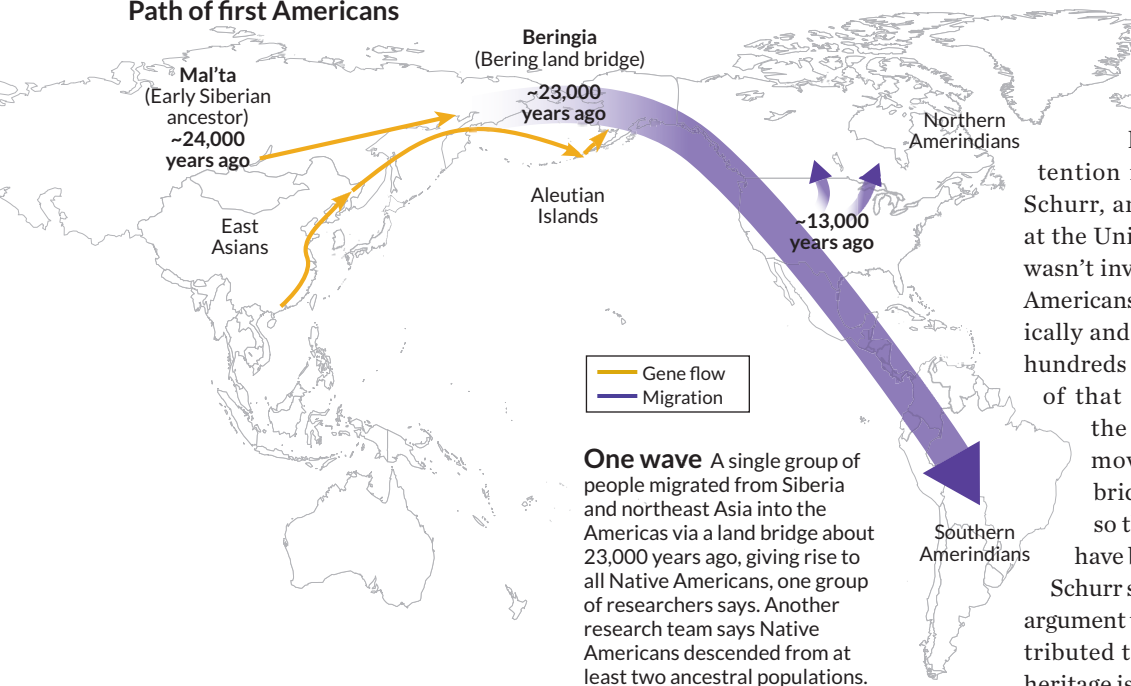 Path of first Americans
Beringia
(Bering land bridge)
~23,000
years ago
Mal’ta
(Early Siberian
ancestor)
~24,000
years ago
Northern
Amerindians
East
Asians
Aleutian
Islands
~13,000
years ago
Gene flow
Migration
One wave A single group of
people migrated from Siberia
and northeast Asia into the
Americas via a land bridge about
23,000 years ago, giving rise to
all Native Americans, one group
of researchers says. Another
research team says Native
Americans descended from at
least two ancestral populations.
Southern
Amerindians
tention
Schurr, an
at the Uni
wasn’t inv
Americans
ically and
hundreds
of that
the
mov
bri
so t
have b
Schurr s
argument
tributed t
heritage is